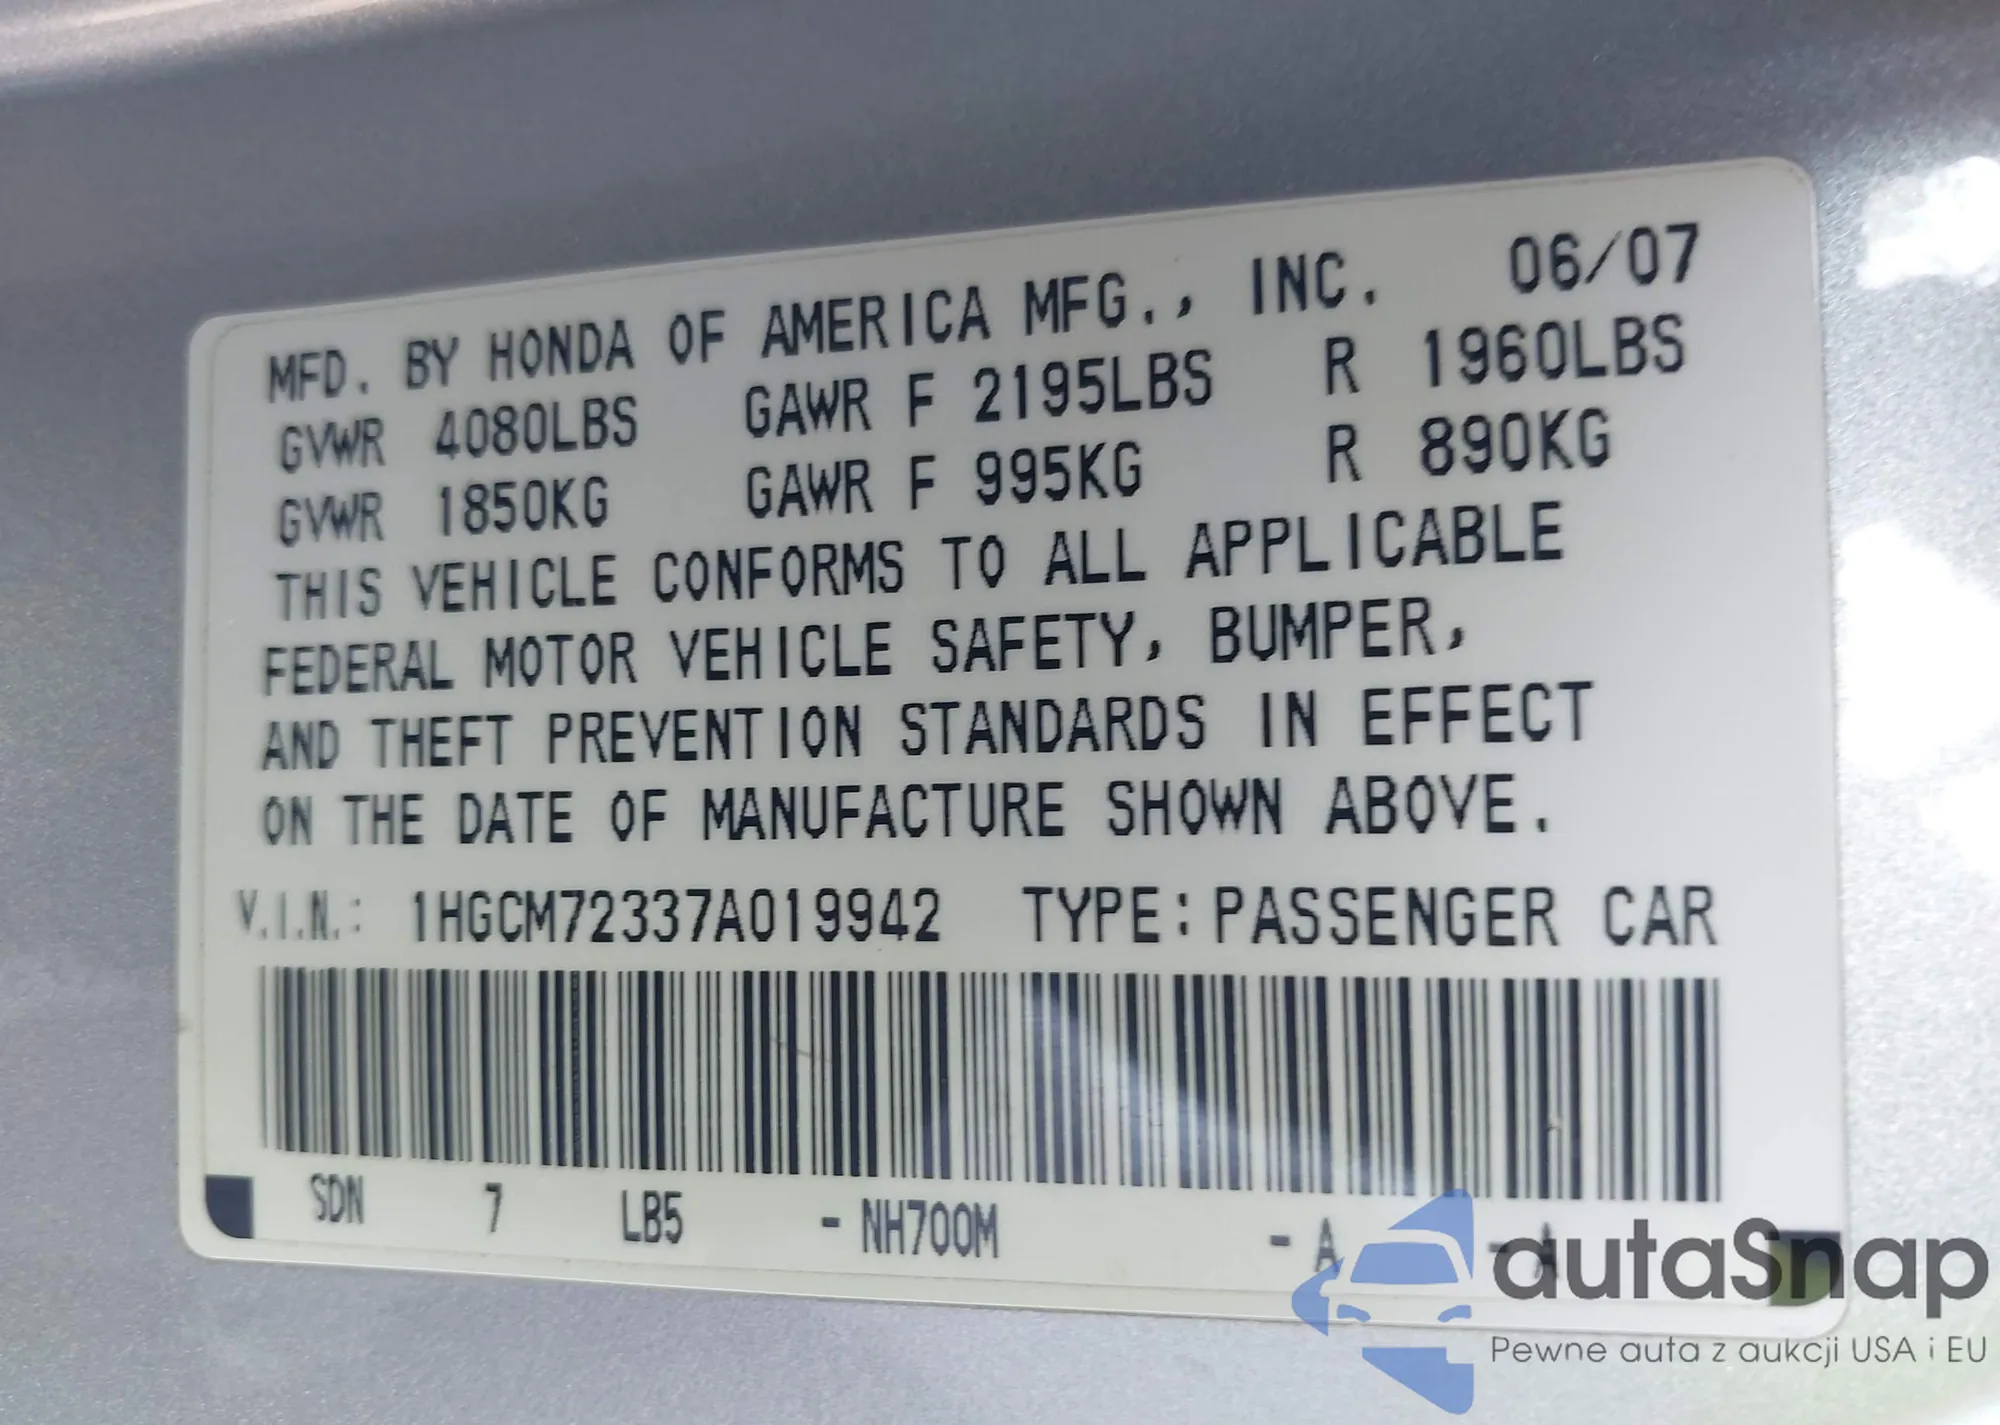 MFD. BY HONDA OF AMERICA MFG., INC. 06/07
GVWR 4080LBS GAWR F 2195LBS R 1960LBS
GVWR 1850KG GAWR F 995KG R 890KG
THIS VEHICLE CONFORMS TO ALL APPLICABLE
FEDERAL MOTOR VEHICLE SAFETY, BUMPER,
AND THEFT PREVENTION STANDARDS IN EFFECT
ON THE DATE OF MANUFACTURE SHOWN ABOVE.
V.I.N.: 1HGCM72337A019942 TYPE: PASSENGER CAR
SDN 7 LB5 - NH700M - A - A
autaSnap
Pewne auta z aukcji USA i EU